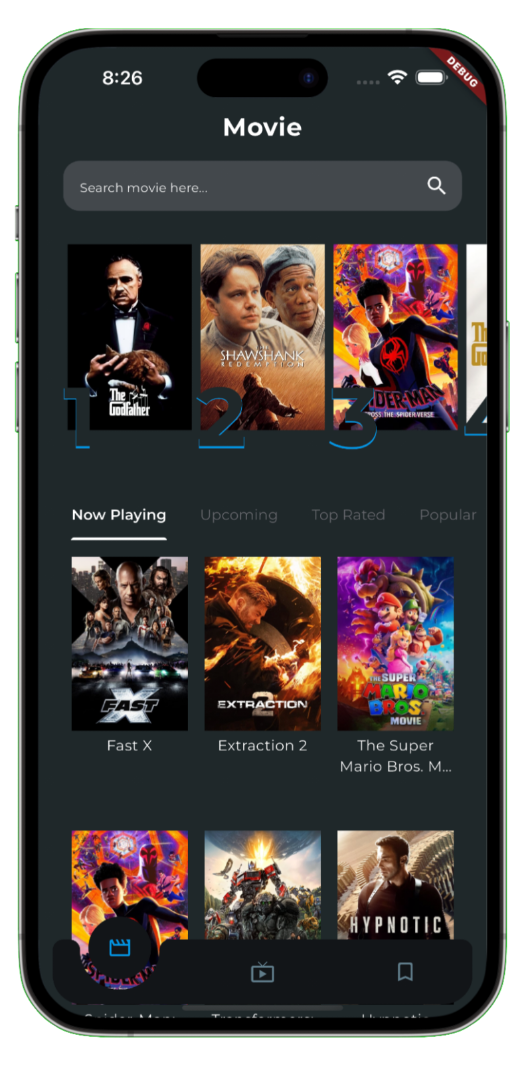 8:26
DEBUG
Movie
Search movie here...
The
Godfather
THE
SHAWSHANK
REDEMPTION
SPIDER-MAN
ACROSS THE SPIDER-VERSE
1
2
3
4
Now Playing Upcoming Top Rated Popular
FAST
X
EXTRACTION
2
THE SUPER
MARIO
BROS.
MOVIE
Fast X
Extraction 2
The Super
Mario Bros. M...
HYPNOTIC